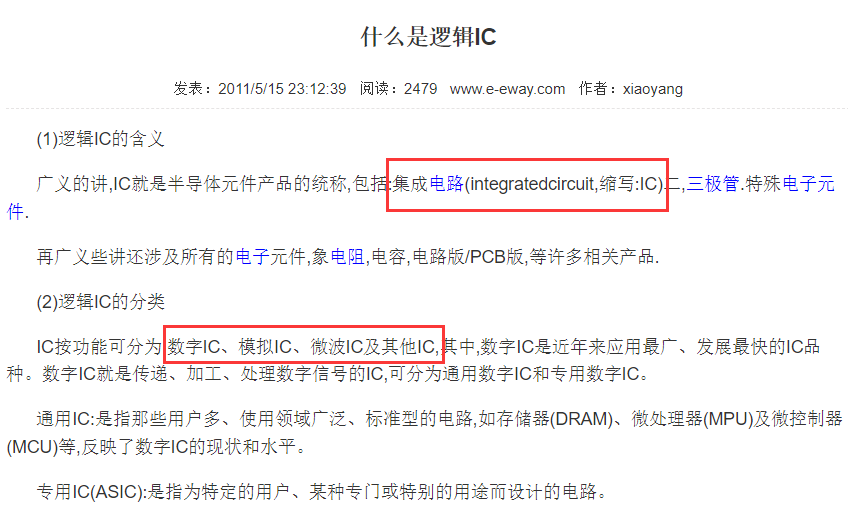 什么是逻辑IC
发表：2011/5/15 23:12:39 阅读：2479 www.e-eway.com 作者：xiaoyang
(1)逻辑IC的含义
广义的讲,IC就是半导体元件产品的统称,包括:集成电路(integratedcircuit,缩写:IC)二,三极管.特殊电子元
件.
再广义些讲还涉及所有的电子元件,象电阻,电容,电路版/PCB版,等许多相关产品.
(2)逻辑IC的分类
IC按功能可分为:数字IC、模拟IC、微波IC及其他IC,其中,数字IC是近年来应用最广、发展最快的IC品
种。数字IC就是传递、加工、处理数字信号的IC,可分为通用数字IC和专用数字IC。
通用IC:是指那些用户多、使用领域广泛、标准型的电路,如存储器(DRAM)、微处理器(MPU)及微控制器
(MCU)等,反映了数字IC的现状和水平。
专用IC(ASIC):是指为特定的用户、某种专门或特别的用途而设计的电路。